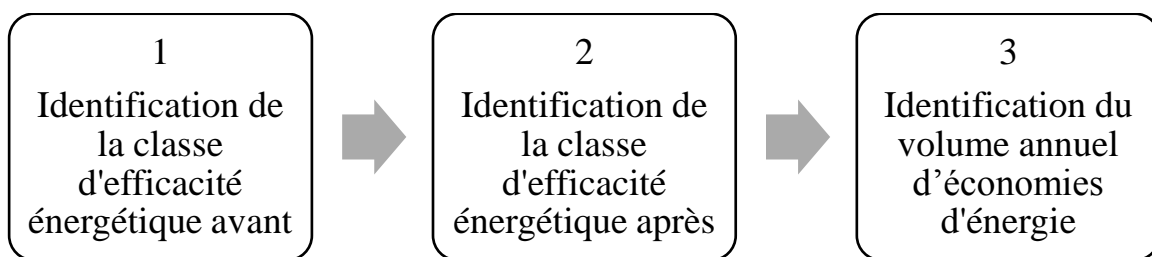 1
Identification de
la classe
d'efficacité
énergétique avant
2
Identification de
la classe
d'efficacité
énergétique après
3
Identification du
volume annuel
d’économies
d'énergie